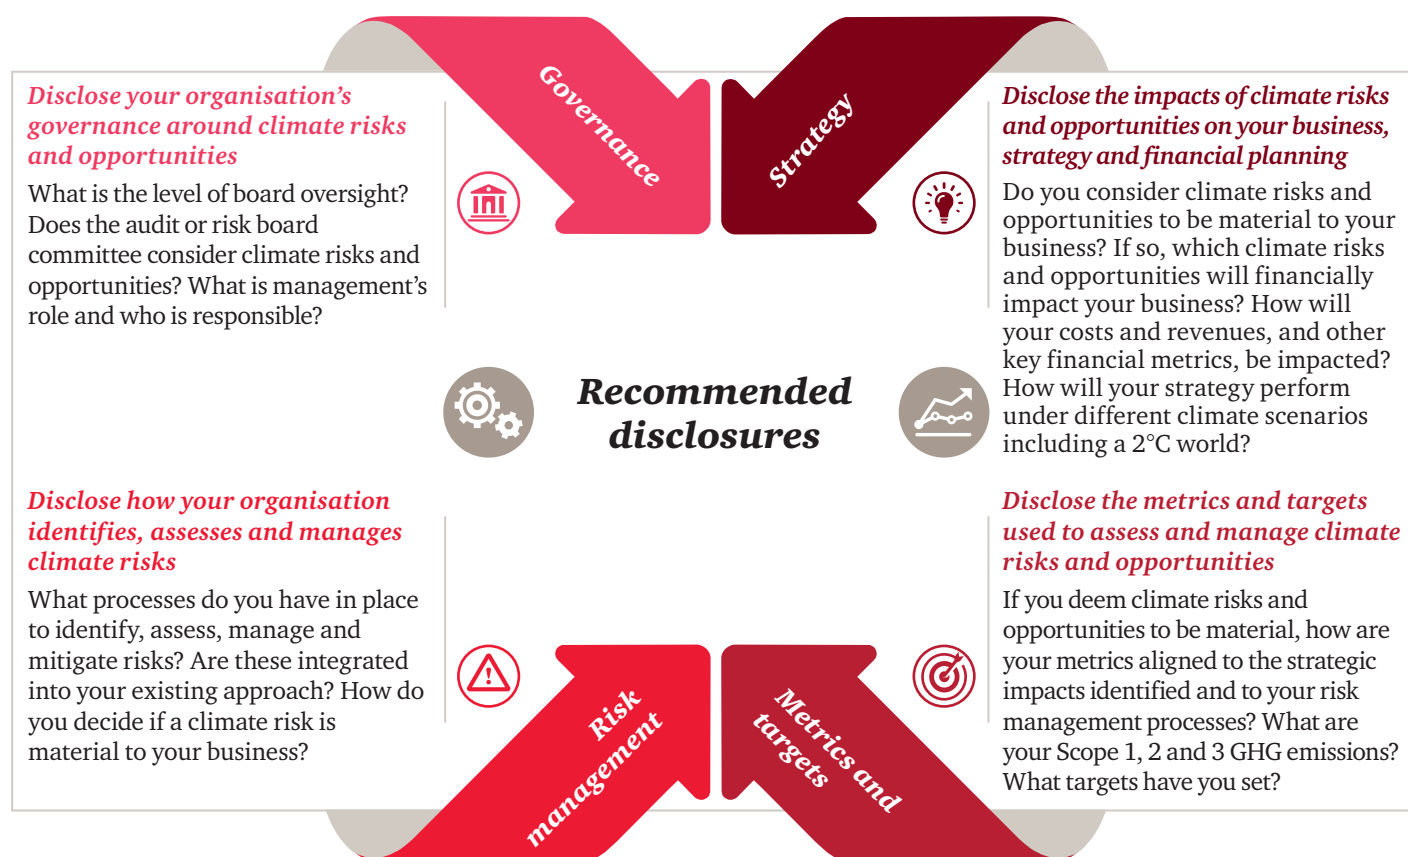 Governance
Strategy
Disclose your organisation’s
governance around climate risks
and opportunities
What is the level of board oversight?
Does the audit or risk board
committee consider climate risks and
opportunities? What is management’s
role and who is responsible?
Disclose the impacts of climate risks
and opportunities on your business,
strategy and financial planning
Do you consider climate risks and
opportunities to be material to your
business? If so, which climate risks
and opportunities will financially
impact your business? How will
your costs and revenues, and other
key financial metrics, be impacted?
How will your strategy perform
under different climate scenarios
including a 2°C world?
Recommended
disclosures
Disclose how your organisation
identifies, assesses and manages
climate risks
What processes do you have in place
to identify, assess, manage and
mitigate risks? Are these integrated
into your existing approach? How do
you decide if a climate risk is
material to your business?
Risk
management
Metrics and
targets
Disclose the metrics and targets
used to assess and manage climate
risks and opportunities
If you deem climate risks and
opportunities to be material, how are
your metrics aligned to the strategic
impacts identified and to your risk
management processes? What are
your Scope 1, 2 and 3 GHG emissions?
What targets have you set?